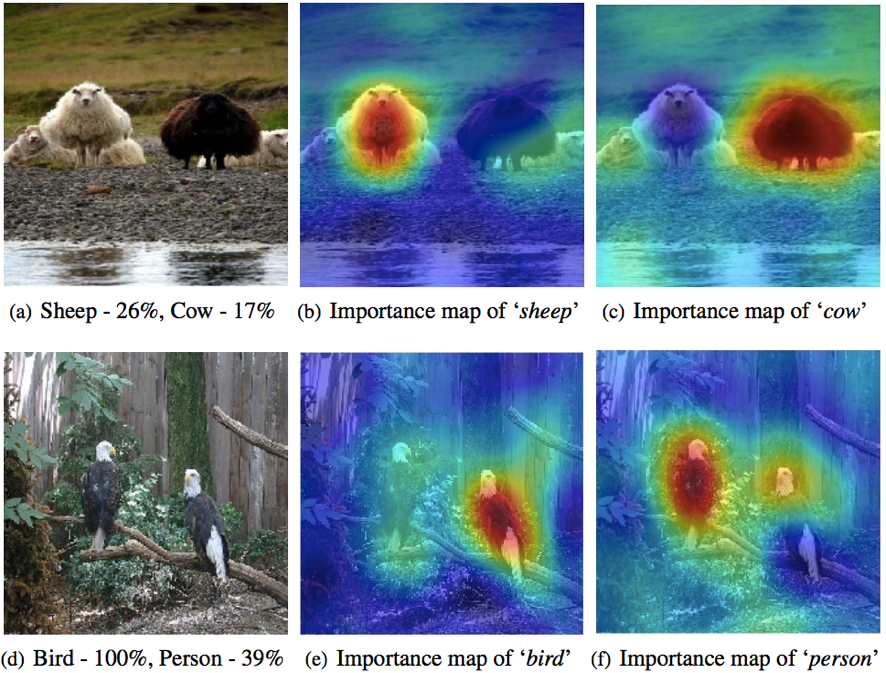 (a) Sheep - 26%, Cow - 17%
(b) Importance map of ‘sheep’
(c) Importance map of ‘cow’
(d) Bird - 100%, Person - 39%
(e) Importance map of ‘bird’
(f) Importance map of ‘person’